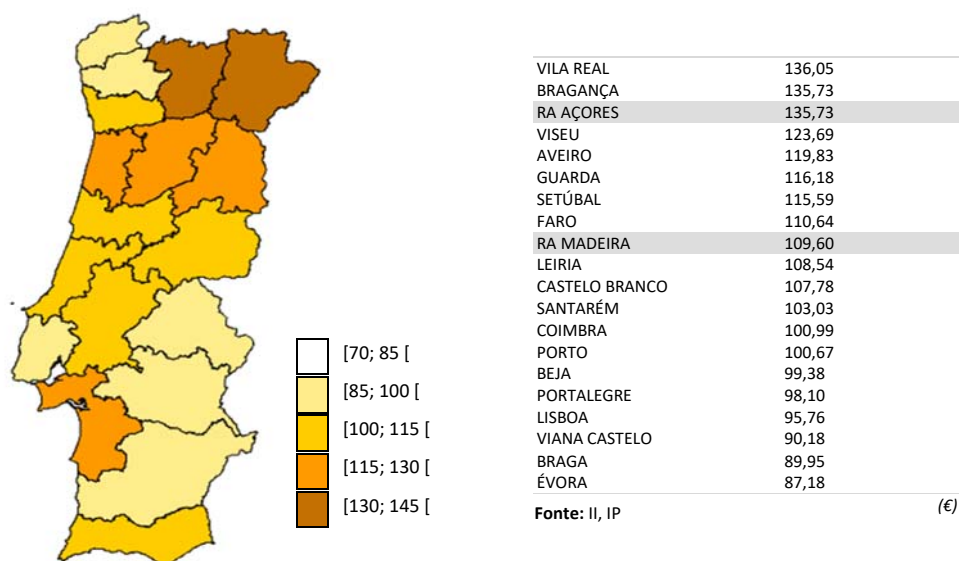 [70; 85 [
[85; 100 [
[100; 115 [
[115; 130 [
[130; 145 [
VILA REAL 136,05
BRAGANÇA 135,73
RA AÇORES 135,73
VISEU 123,69
AVEIRO 119,83
GUARDA 116,18
SETÚBAL 115,59
FARO 110,64
RA MADEIRA 109,60
LEIRIA 108,54
CASTELO BRANCO 107,78
SANTARÉM 103,03
COIMBRA 100,99
PORTO 100,67
BEJA 99,38
PORTALEGRE 98,10
LISBOA 95,76
VIANA CASTELO 90,18
BRAGA 89,95
ÉVORA 87,18
Fonte: II, IP (€)